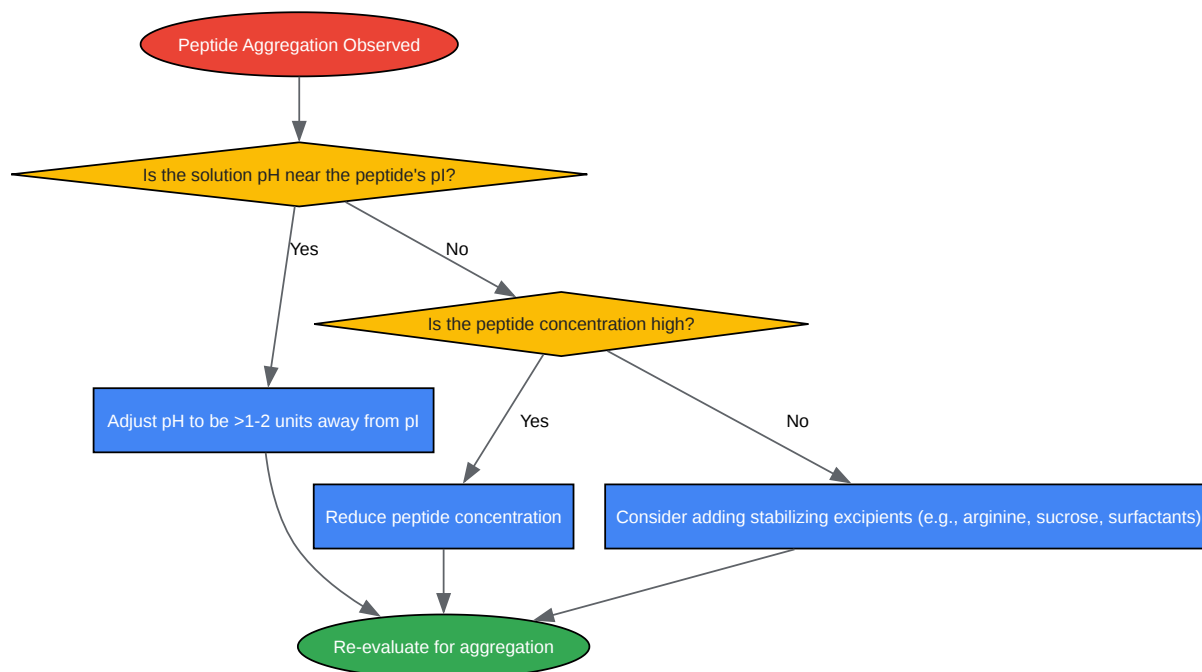 Peptide Aggregation Observed
Is the solution pH near the peptide's pI?
Yes
No
Is the peptide concentration high?
Adjust pH to be >1-2 units away from pI
Yes
No
Reduce peptide concentration
Consider adding stabilizing excipients (e.g., arginine, sucrose, surfactants)
Re-evaluate for aggregation